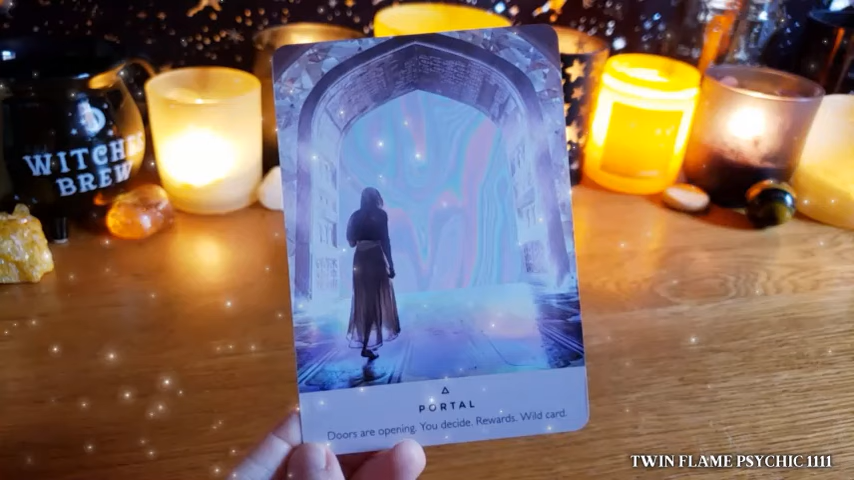 WITCHES
BREW
PORTAL
Doors are opening. You decide. Rewards. Wild card.
TWIN FLAME PSYCHIC 1111